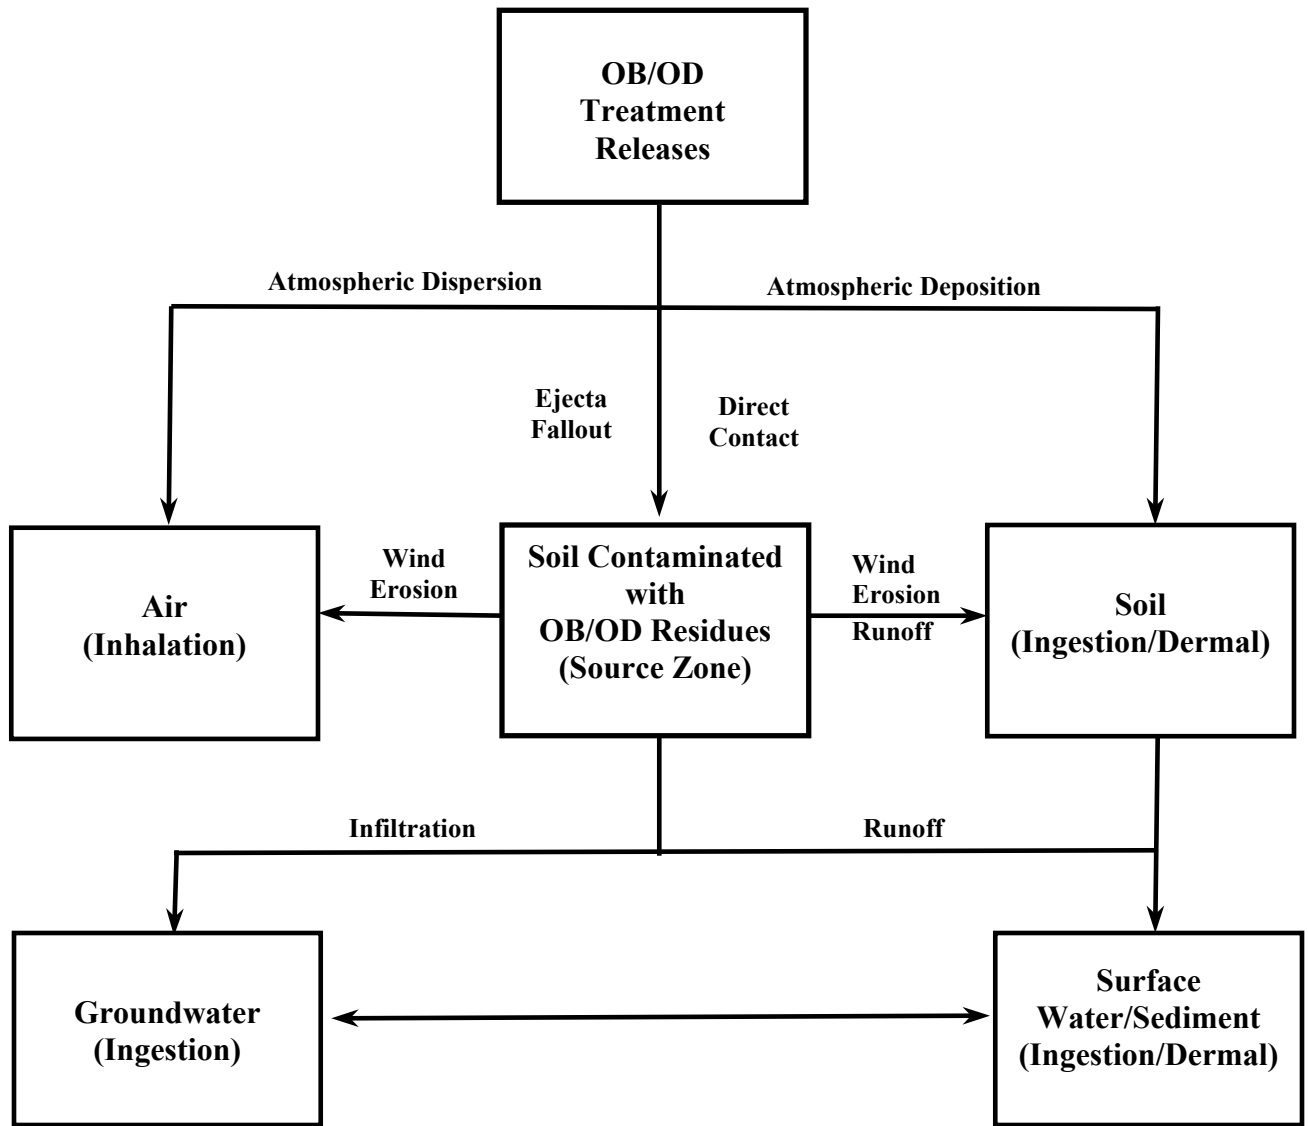 OB/OD
Treatment
Releases
Atmospheric Dispersion
Atmospheric Deposition
Ejecta
Fallout
Direct
Contact
Air
(Inhalation)
Wind
Erosion
Soil Contaminated
with
OB/OD Residues
(Source Zone)
Wind
Erosion
Runoff
Soil
(Ingestion/Dermal)
Infiltration
Runoff
Groundwater
(Ingestion)
Surface
Water/Sediment
(Ingestion/Dermal)